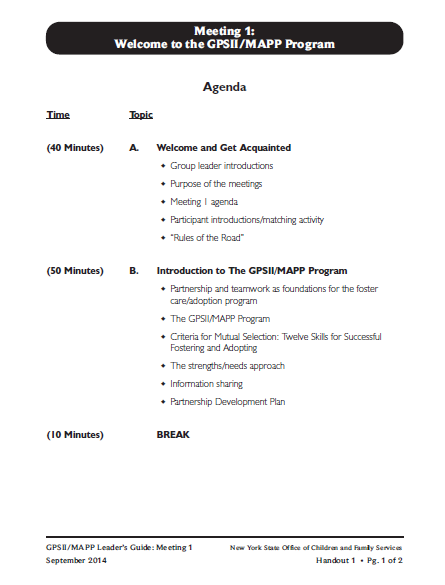 Meeting 1:
Welcome to the GPSII/MAPP Program
Agenda
Time Topic
(40 Minutes) A. Welcome and Get Acquainted
✦ Group leader introductions
✦ Purpose of the meetings
✦ Meeting 1 agenda
✦ Participant introductions/matching activity
✦ “Rules of the Road”
(50 Minutes) B. Introduction to The GPSII/MAPP Program
✦ Partnership and teamwork as foundations for the foster
care/adoption program
✦ The GPSII/MAPP Program
✦ Criteria for Mutual Selection: Twelve Skills for Successful
Fostering and Adopting
✦ The strengths/needs approach
✦ Information sharing
✦ Partnership Development Plan
(10 Minutes) BREAK
GPSII/MAPP Leader's Guide: Meeting 1 New York State Office of Children and Family Services
September 2014 Handout 1 • Pg. 1 of 2